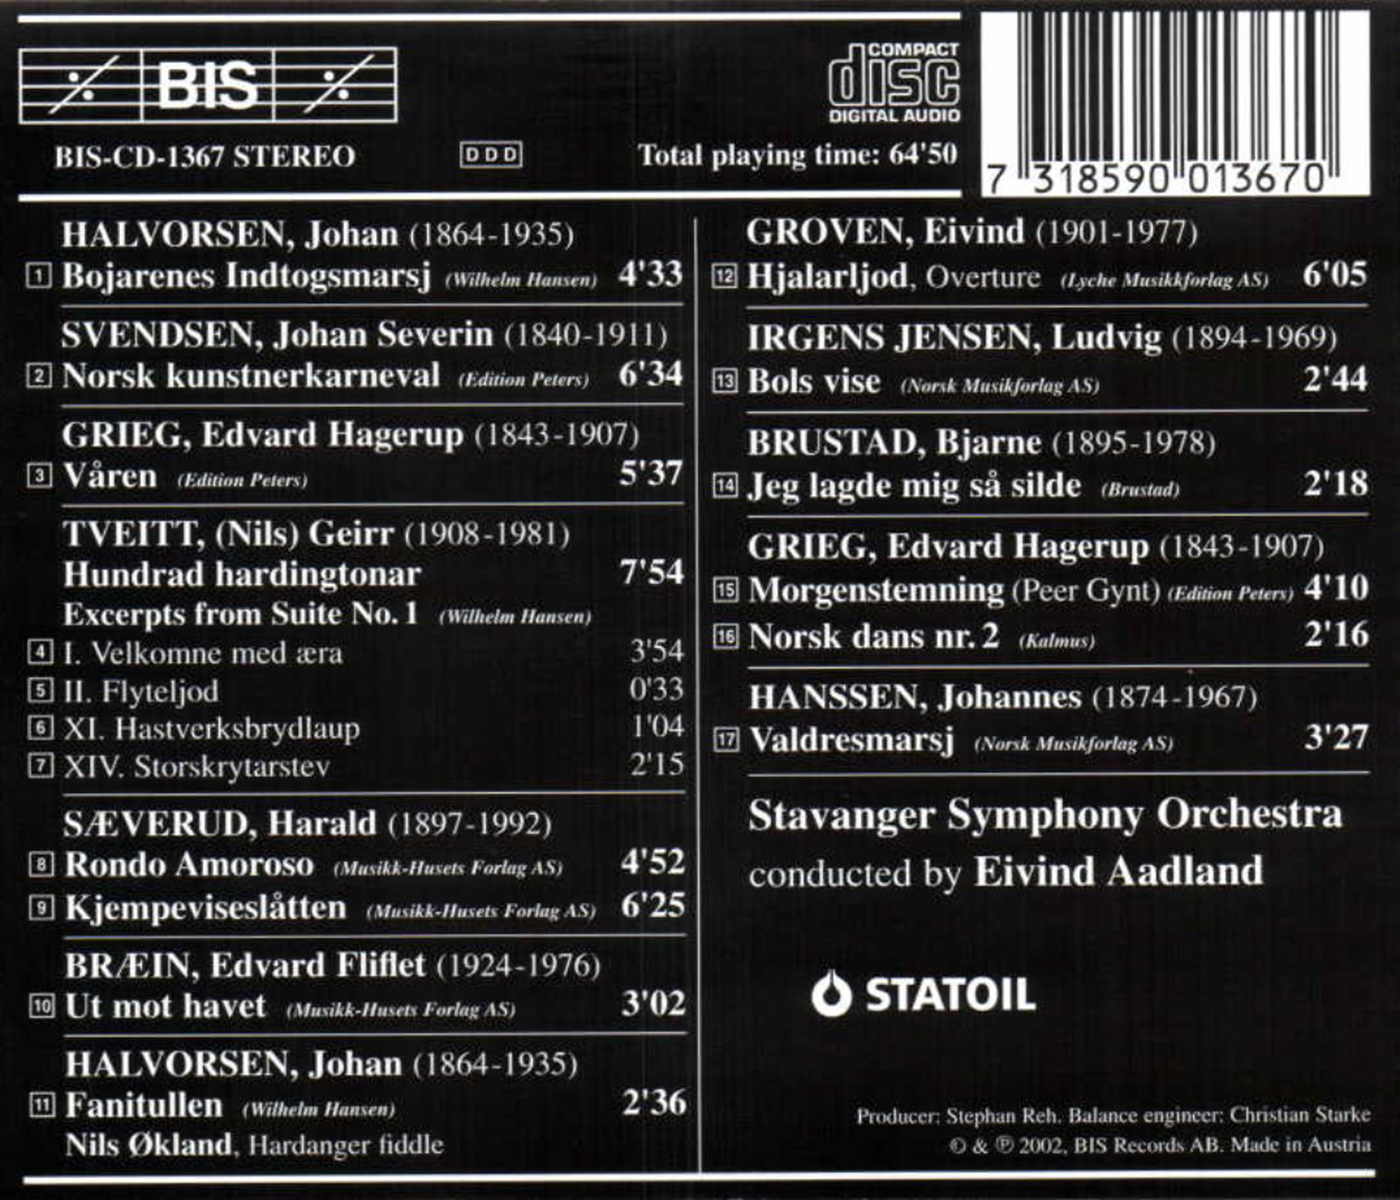 BIS
COMPACT
disc
DIGITAL AUDIO
BIS-CD-1367 STEREO
DDD
Total playing time: 64'50
7 318590 013670
HALVORSEN, Johan (1864-1935)
1 Bojarenes Indtogsmarsj (Wilhelm Hansen) 4'33
SVENDSEN, Johan Severin (1840-1911)
2 Norsk kunstnerkarneval (Edition Peters) 6'34
GRIEG, Edvard Hagerup (1843-1907)
3 Våren (Edition Peters) 5'37
TVEITT, (Nils) Geirr (1908-1981)
Hundrad hardingtonar 7'54
Excerpts from Suite No. 1 (Wilhelm Hansen)
4 I. Velkomne med æra 3'54
5 II. Flyteljod 0'33
6 XI. Hastverksbrydlaup 1'04
7 XIV. Storskrytarstev 2'15
SÆVERUD, Harald (1897-1992)
8 Rondo Amoroso (Musikk-Husets Forlag AS) 4'52
9 Kjempeviseslåtten (Musikk-Husets Forlag AS) 6'25
BRÆIN, Edvard Fliflet (1924-1976)
10 Ut mot havet (Musikk-Husets Forlag AS) 3'02
HALVORSEN, Johan (1864-1935)
11 Fanitullen (Wilhelm Hansen) 2'36
Nils Økland, Hardanger fiddle
GROVEN, Eivind (1901-1977)
12 Hjalarljod, Overture (Lyche Musikkforlag AS) 6'05
IRGENS JENSEN, Ludvig (1894-1969)
13 Bols vise (Norsk Musikforlag AS) 2'44
BRUSTAD, Bjarne (1895-1978)
14 Jeg lagde mig så silde (Brustad) 2'18
GRIEG, Edvard Hagerup (1843-1907)
15 Morgenstemning (Peer Gynt) (Edition Peters) 4'10
16 Norsk dans nr. 2 (Kalmus) 2'16
HANSSEN, Johannes (1874-1967)
17 Valdresmarsj (Norsk Musikforlag AS) 3'27
Stavanger Symphony Orchestra
conducted by Eivind Aadland
STATOIL
Producer: Stephan Reh. Balance engineer: Christian Starke
© & ℗ 2002, BIS Records AB. Made in Austria